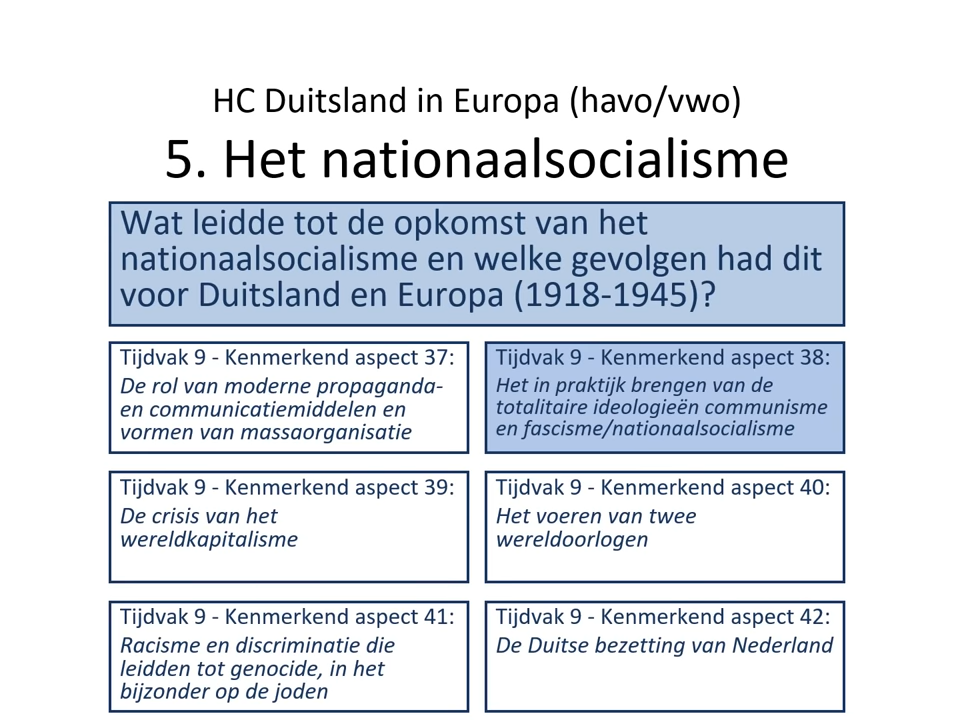 HC Duitsland in Europa (havo/vwo)
5. Het nationaalsocialisme
Wat leidde tot de opkomst van het
nationaalsocialisme en welke gevolgen had dit
voor Duitsland en Europa (1918-1945)?
Tijdvak 9 - Kenmerkend aspect 37:
De rol van moderne propaganda-
en communicatiemiddelen en
vormen van massaorganisatie
Tijdvak 9 - Kenmerkend aspect 38:
Het in praktijk brengen van de
totalitaire ideologieën communisme
en fascisme/nationaalsocialisme
Tijdvak 9 - Kenmerkend aspect 39:
De crisis van het
wereldkapitalisme
Tijdvak 9 - Kenmerkend aspect 40:
Het voeren van twee
wereldoorlogen
Tijdvak 9 - Kenmerkend aspect 41:
Racisme en discriminatie die
leidden tot genocide, in het
bijzonder op de joden
Tijdvak 9 - Kenmerkend aspect 42:
De Duitse bezetting van Nederland